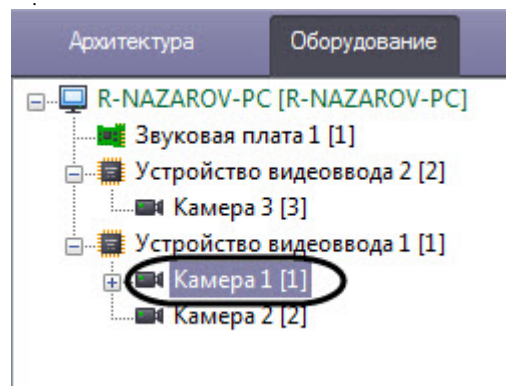 Архитектура Оборудование
R-NAZAROV-PC [R-NAZAROV-PC]
Звуковая плата 1 [1]
Устройство видеоввода 2 [2]
Камера 3 [3]
Устройство видеоввода 1 [1]
Камера 1 [1]
Камера 2 [2]